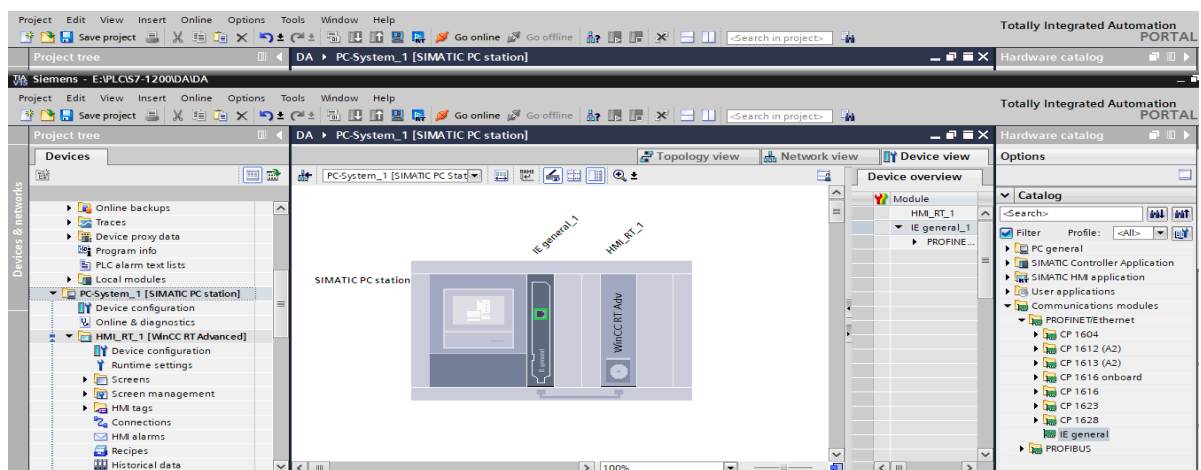 Project Edit View Insert Online Options Tools Window Help
Totally Integrated Automation
PORTAL
Save project Go online Go offline <Search in project>
Project tree DA ▸ PC-System_1 [SIMATIC PC station] Hardware catalog
Siemens - E:\PLC\S7-1200\DA\DA
Project Edit View Insert Online Options Tools Window Help
Totally Integrated Automation
PORTAL
Save project Go online Go offline <Search in project>
Project tree DA ▸ PC-System_1 [SIMATIC PC station] Hardware catalog
Devices
Devices & networks
Online backups
Traces
Device proxy data
Program info
PLC alarm text lists
Local modules
PC-System_1 [SIMATIC PC station]
Device configuration
Online & diagnostics
HMI_RT_1 [WinCC RT Advanced]
Device configuration
Runtime settings
Screens
Screen management
HMI tags
Connections
HMI alarms
Recipes
Historical data
Topology view Network view Device view
PC-System_1 [SIMATIC PC Stat
IE general_1
HMI_RT_1
SIMATIC PC station
IE general
WinCC RT Adv
100%
Device overview
Module
HMI_RT_1
IE general_1
PROFINE...
Options
Catalog
<Search>
Filter Profile: <All>
PC general
SIMATIC Controller Application
SIMATIC HMI application
User applications
Communications modules
PROFINET/Ethernet
CP 1604
CP 1612 (A2)
CP 1613 (A2)
CP 1616 onboard
CP 1616
CP 1623
CP 1628
IE general
PROFIBUS